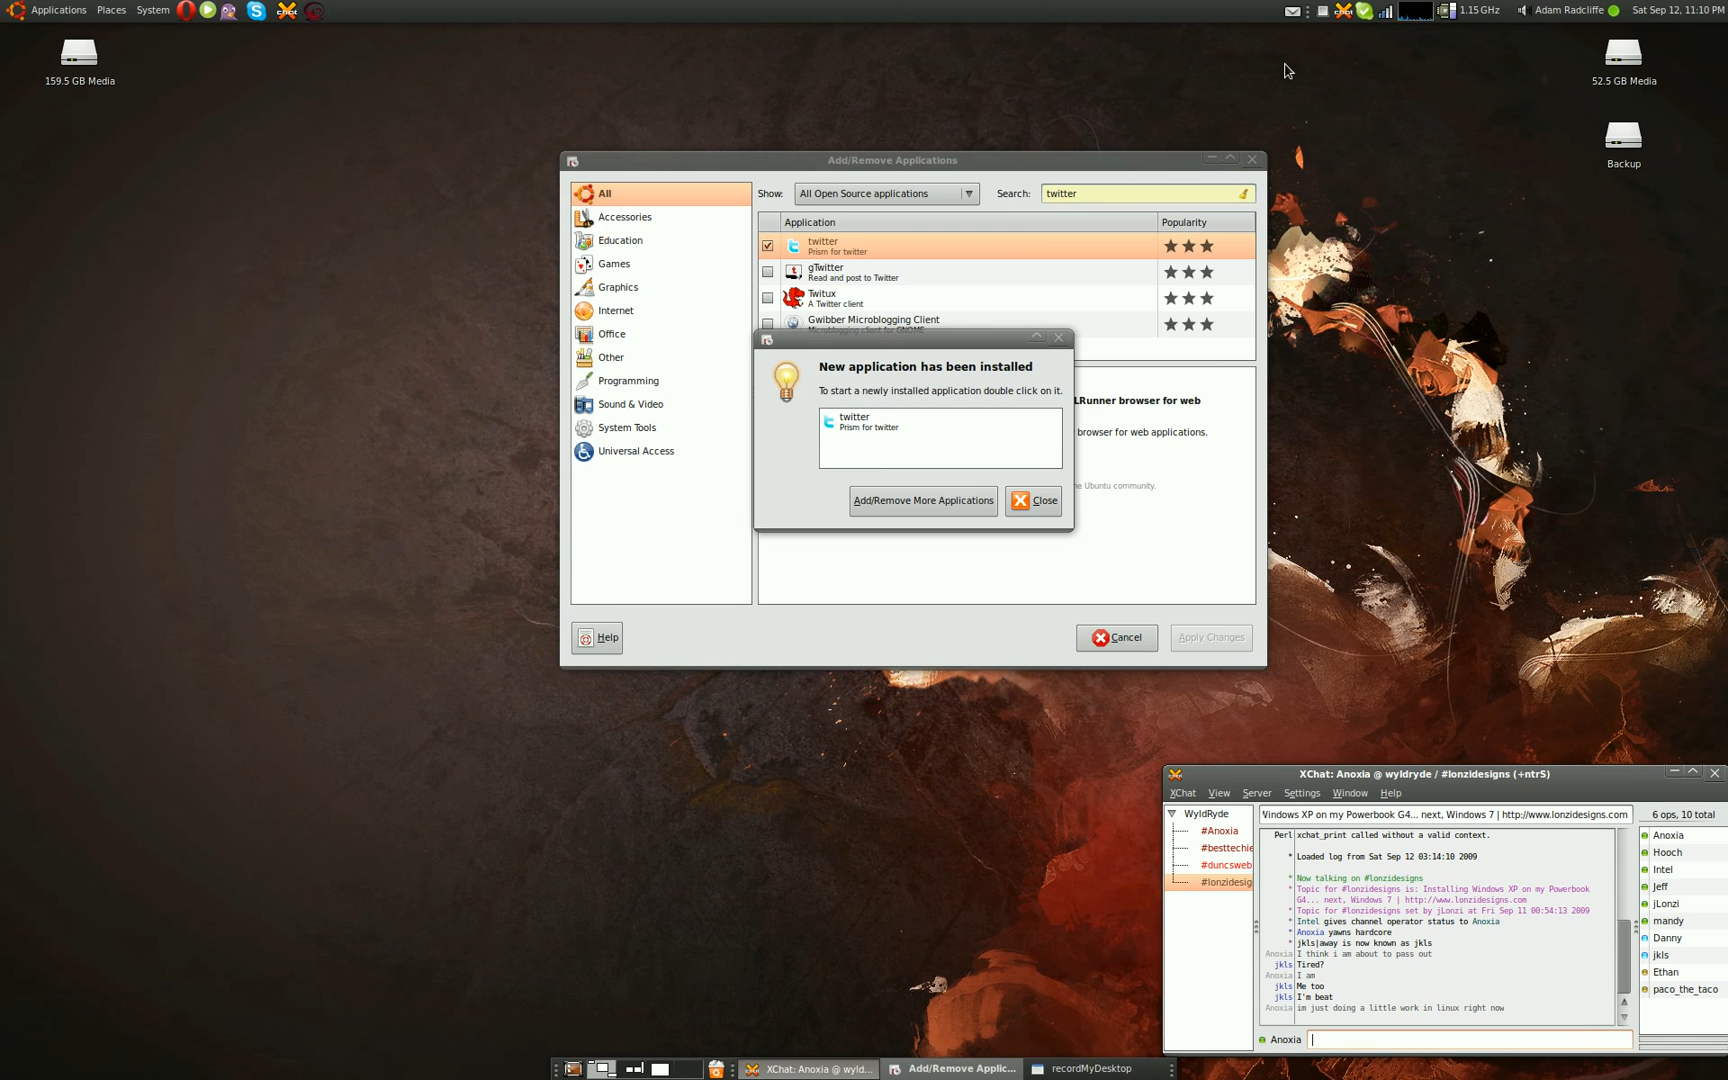 Applications Places System
1.15 GHz Adam Radcliffe Sat Sep 12, 11:10 PM
159.5 GB Media
52.5 GB Media
Backup
Add/Remove Applications
All
Accessories
Education
Games
Graphics
Internet
Office
Other
Programming
Sound & Video
System Tools
Universal Access
Show: All Open Source applications Search: twitter
Application Popularity
twitter
Prism for twitter
gTwitter
Read and post to Twitter
Twitux
A Twitter client
Gwibber Microblogging Client
Microblogging client for GNOME
LRunner browser for web
browser for web applications.
e Ubuntu community.
New application has been installed
To start a newly installed application double click on it.
twitter
Prism for twitter
Add/Remove More Applications Close
Help Cancel Apply Changes
XChat: Anoxia @ wyldryde / #lonzidesigns (+ntrS)
XChat View Server Settings Window Help
WyldRyde
#Anoxia
#besttechie
#duncsweb
#lonzidesig
Windows XP on my Powerbook G4... next, Windows 7 | http://www.lonzidesigns.com
6 ops, 10 total
Perl xchat_print called without a valid context.
* Loaded log from Sat Sep 12 03:14:10 2009
* Now talking on #lonzidesigns
* Topic for #lonzidesigns is: Installing Windows XP on my Powerbook
G4... next, Windows 7 | http://www.lonzidesigns.com
* Topic for #lonzidesigns set by jLonzi at Fri Sep 11 00:54:13 2009
* Intel gives channel operator status to Anoxia
* Anoxia yawns hardcore
* jkls|away is now known as jkls
Anoxia I think i am about to pass out
jkls Tired?
Anoxia I am
jkls Me too
jkls I'm beat
Anoxia im just doing a little work in linux right now
Anoxia
Hooch
Intel
Jeff
jLonzi
mandy
Danny
jkls
Ethan
paco_the_taco
Anoxia
XChat: Anoxia @ wyld... Add/Remove Applic... recordMyDesktop